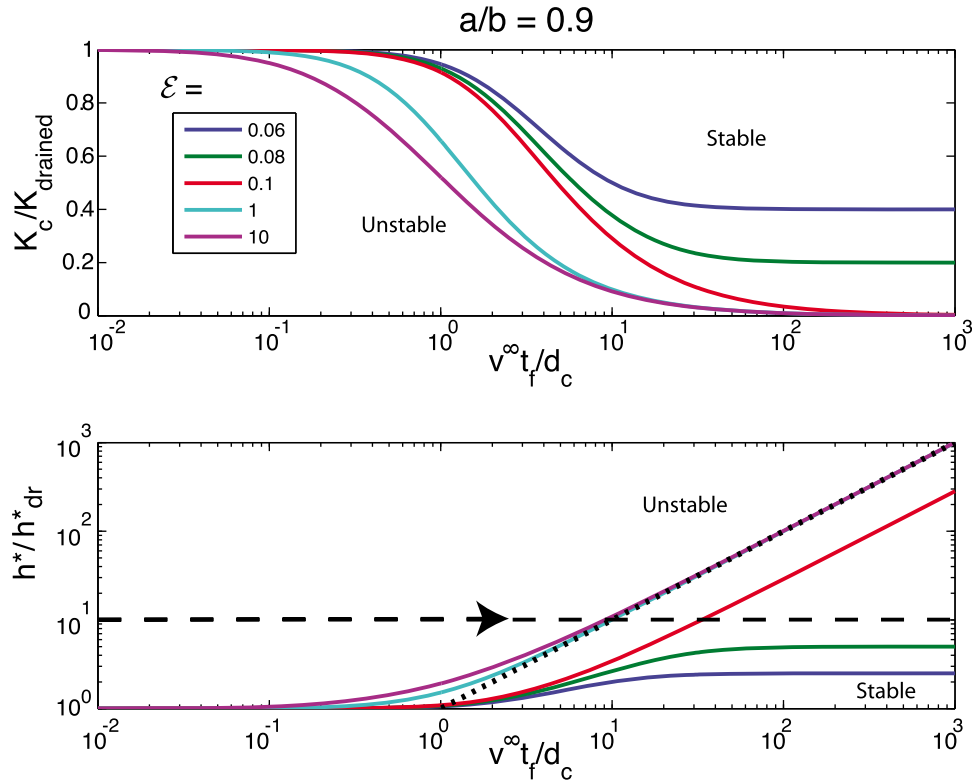 a/b = 0.9
1
0.8
0.6
0.4
0.2
0
K_c/K_drained
ℰ =
0.06
0.08
0.1
1
10
Stable
Unstable
10^-2
10^-1
10^0
10^1
10^2
10^3
v^∞ t_f/d_c
10^3
10^2
10^1
10^0
h*/h*_dr
Unstable
Stable
10^-2
10^-1
10^0
10^1
10^2
10^3
v^∞ t_f/d_c